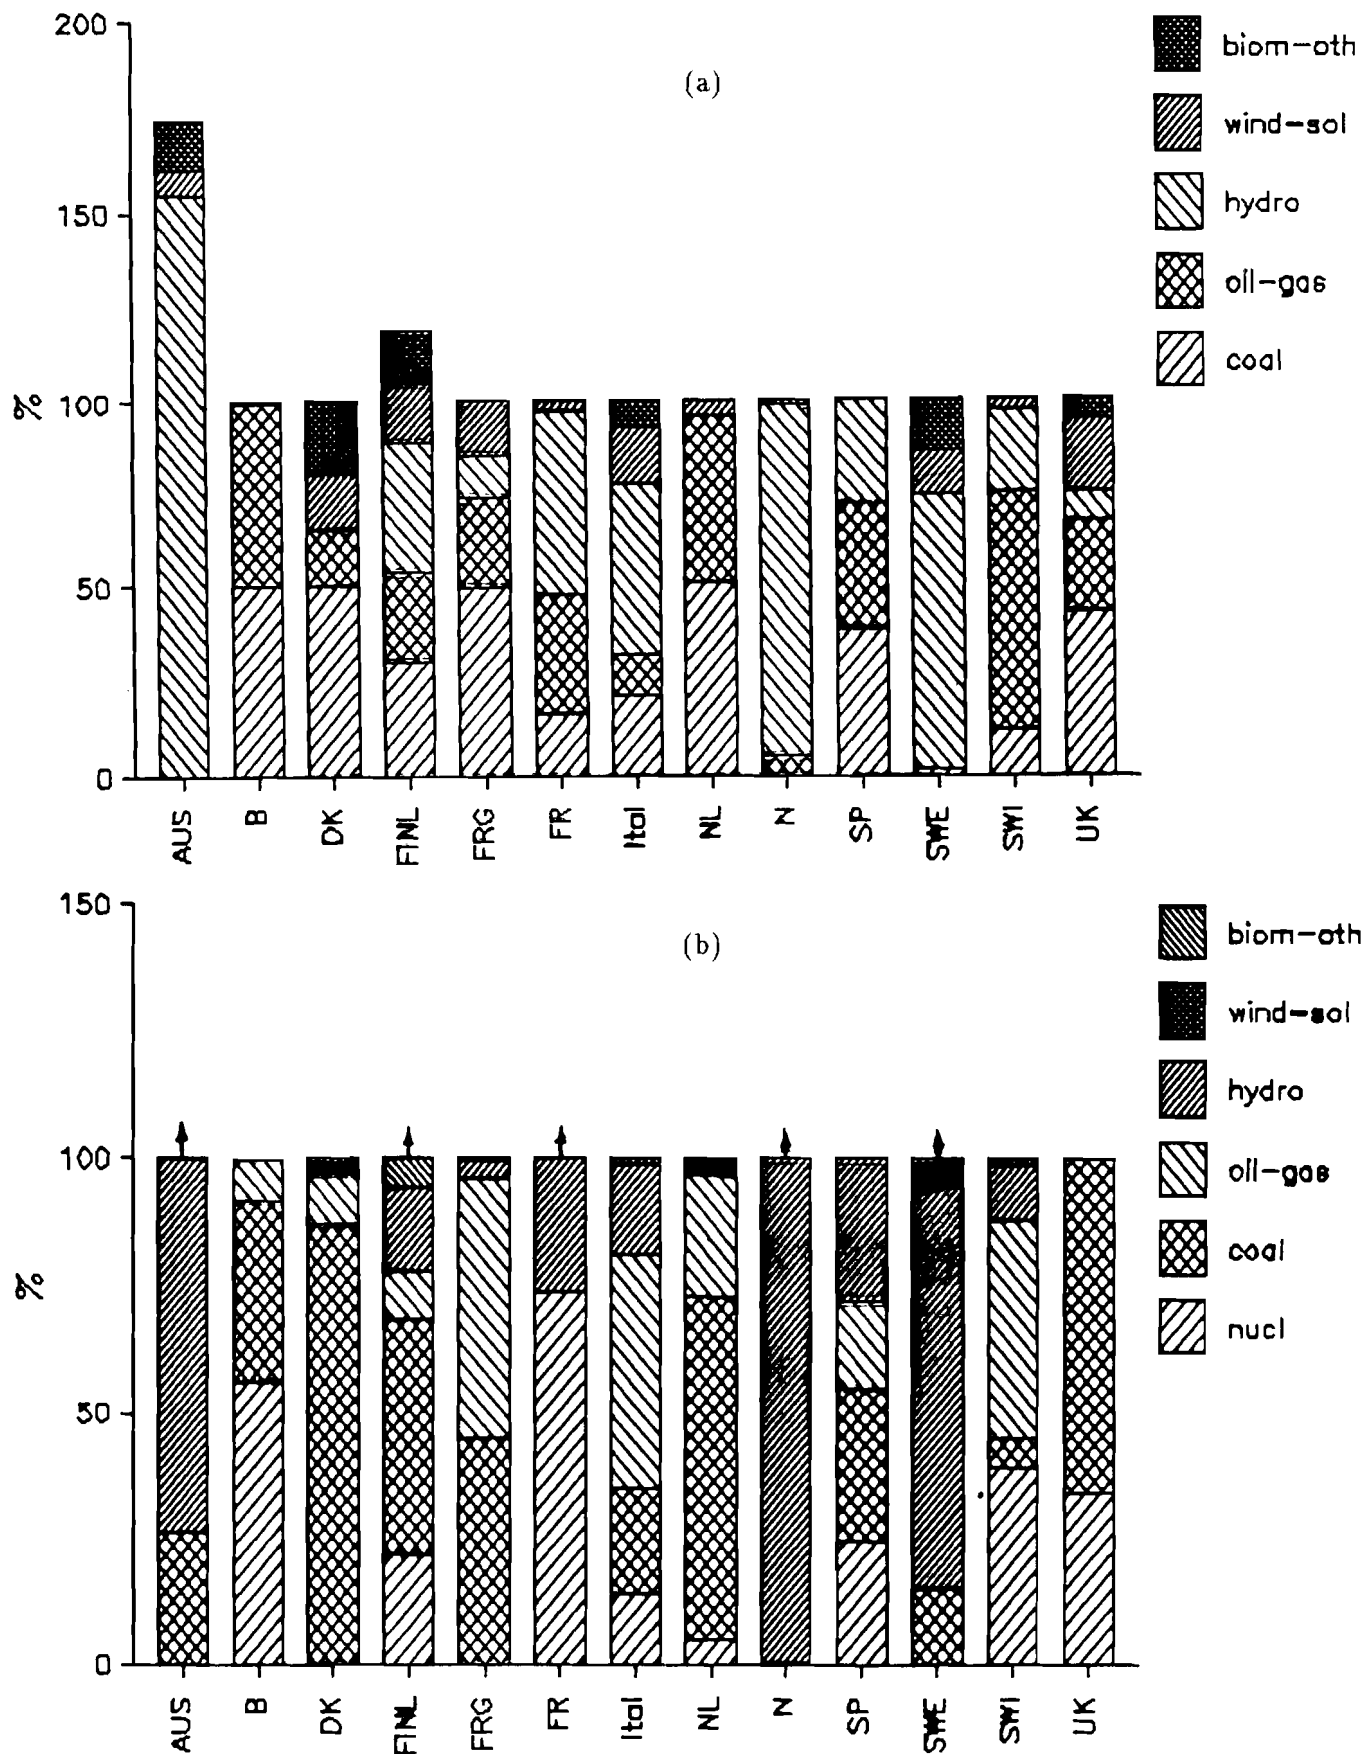 200
150
100
50
0
%
(a)
biom-oth
wind-sol
hydro
oil-gas
coal
AUS
B
DK
FINL
FRG
FR
Ital
NL
N
SP
SWE
SWI
UK
150
100
50
0
%
(b)
biom-oth
wind-sol
hydro
oil-gas
coal
nucl
AUS
B
DK
FINL
FRG
FR
Ital
NL
N
SP
SWE
SWI
UK